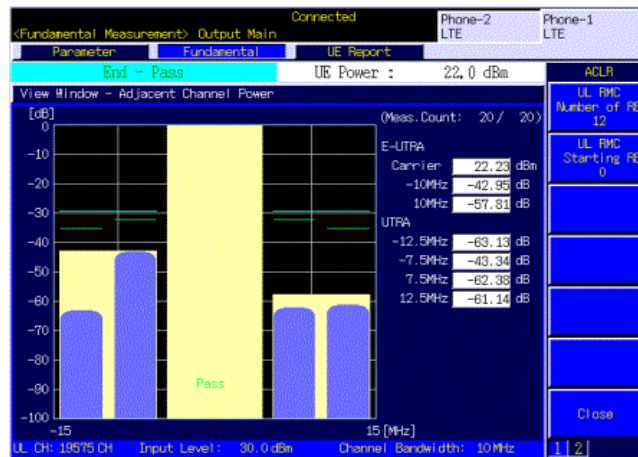 Connected
<Fundamental Measurement> Output Main
Phone-2
LTE
Phone-1
LTE
Parameter Fundamental UE Report
End - Pass UE Power : 22.0 dBm
ACLR
View Window - Adjacent Channel Power
UL RMC
Number of RB
12
UL RMC
Starting RB
0
Close
1 2
[dB]
0
-10
-20
-30
-40
-50
-60
-70
-80
-90
-100
Pass
-15 15 [MHz]
(Meas.Count: 20/ 20)
E-UTRA
Carrier 22.23 dBm
-10MHz -42.95 dB
10MHz -57.81 dB
UTRA
-12.5MHz -63.13 dB
-7.5MHz -43.34 dB
7.5MHz -62.38 dB
12.5MHz -61.14 dB
UL CH: 19575 CH Input Level: 30.0 dBm Channel Bandwidth: 10 MHz